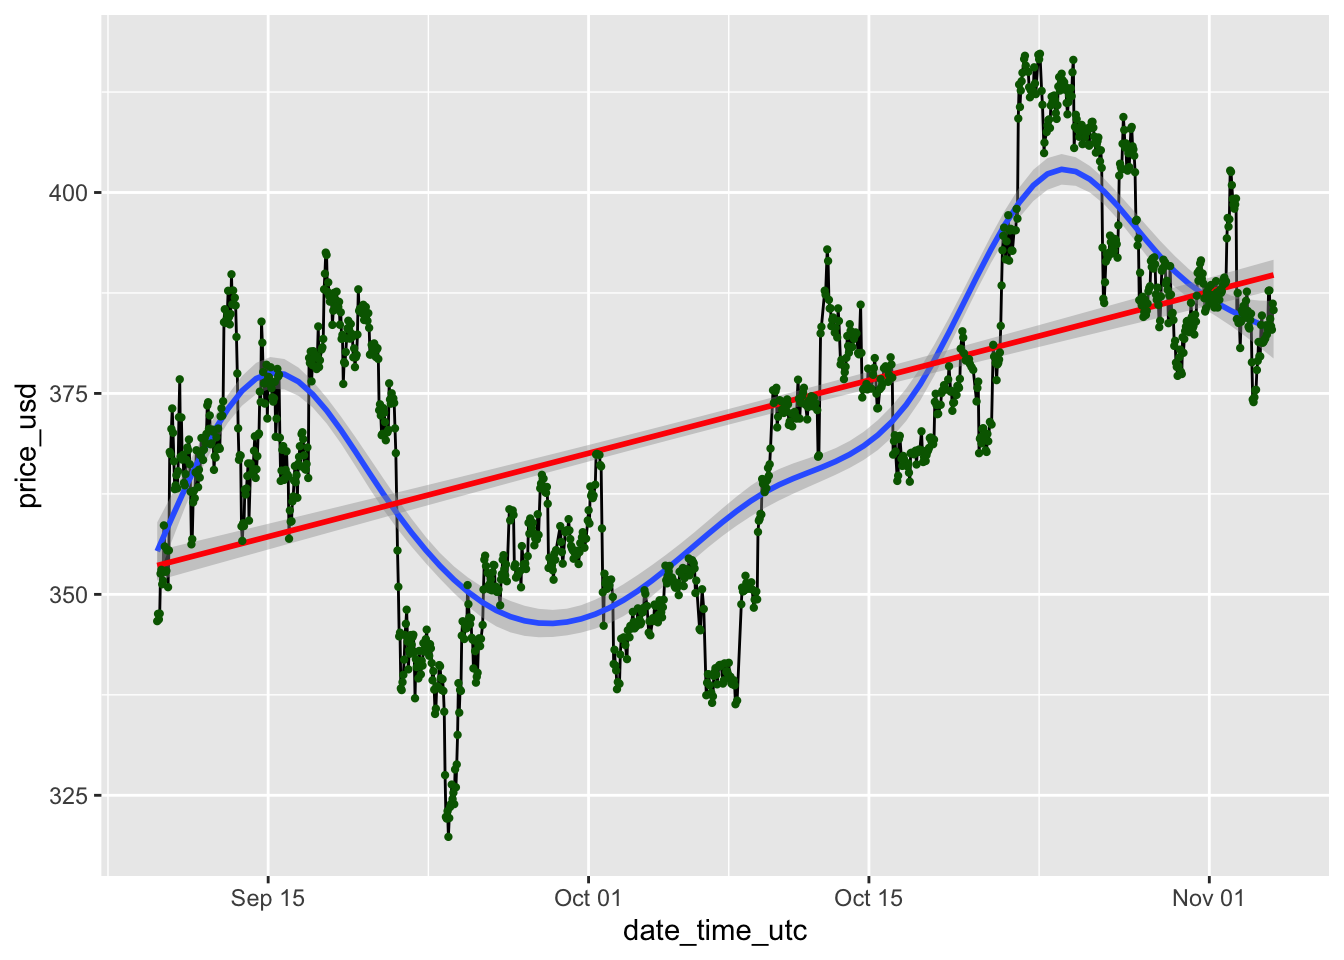 price_usd
400
375
350
325
Sep 15
Oct 01
Oct 15
Nov 01
date_time_utc